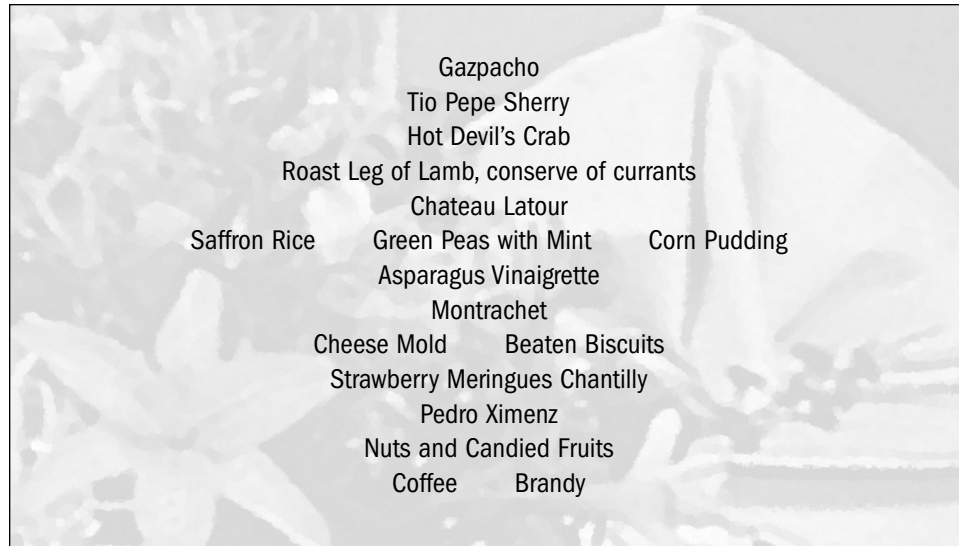 Gazpacho
Tio Pepe Sherry
Hot Devil’s Crab
Roast Leg of Lamb, conserve of currants
Chateau Latour
Saffron Rice Green Peas with Mint Corn Pudding
Asparagus Vinaigrette
Montrachet
Cheese Mold Beaten Biscuits
Strawberry Meringues Chantilly
Pedro Ximenz
Nuts and Candied Fruits
Coffee Brandy